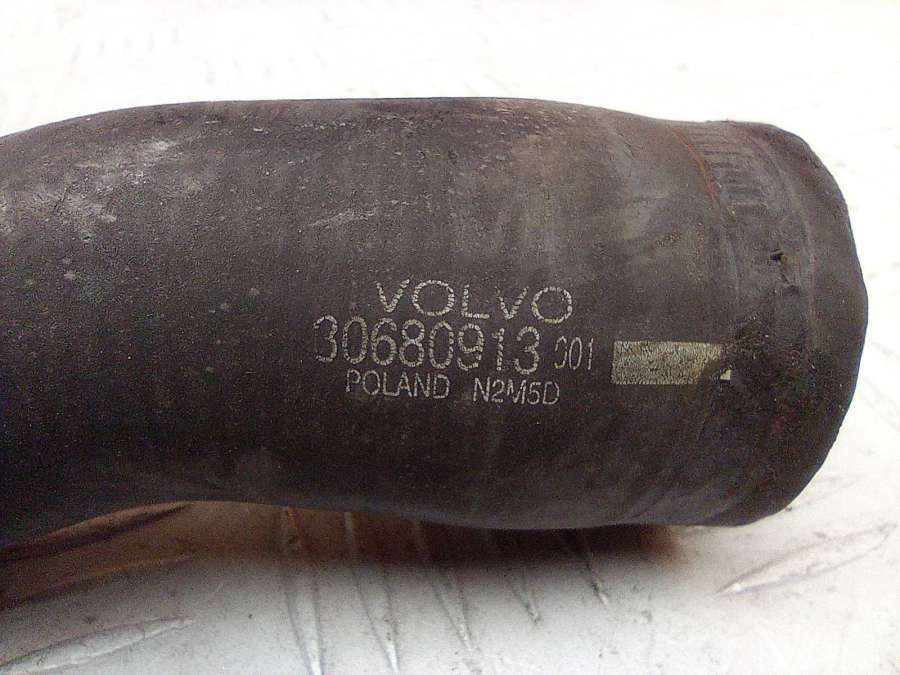 VOLVO
30680913 001
POLAND N2M5D